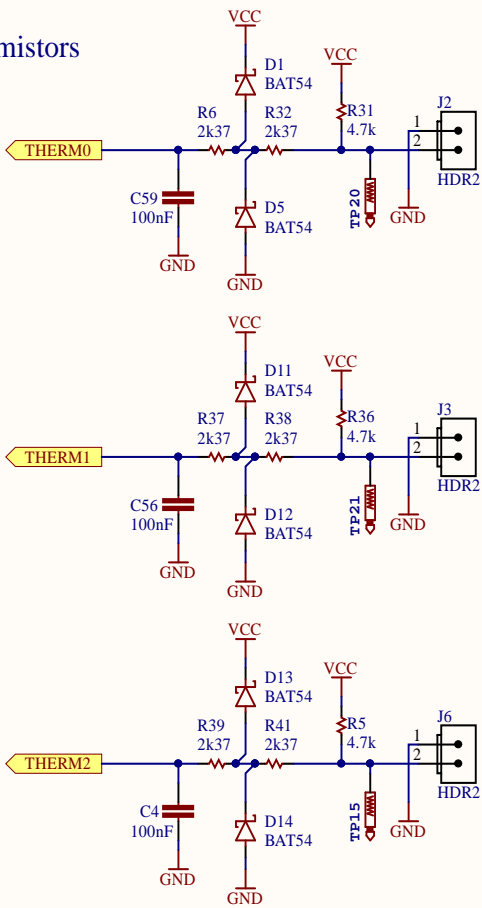 mistors
VCC
D1
BAT54
VCC
R6
2k37
R32
2k37
R31
4.7k
J2
1
2
THERM0
C59
100nF
D5
BAT54
TP20
GND
HDR2
GND
GND
VCC
D11
BAT54
VCC
R37
2k37
R38
2k37
R36
4.7k
J3
1
2
THERM1
C56
100nF
D12
BAT54
TP21
GND
HDR2
GND
GND
VCC
D13
BAT54
VCC
R39
2k37
R41
2k37
R5
4.7k
J6
1
2
THERM2
C4
100nF
D14
BAT54
TP15
GND
HDR2
GND
GND